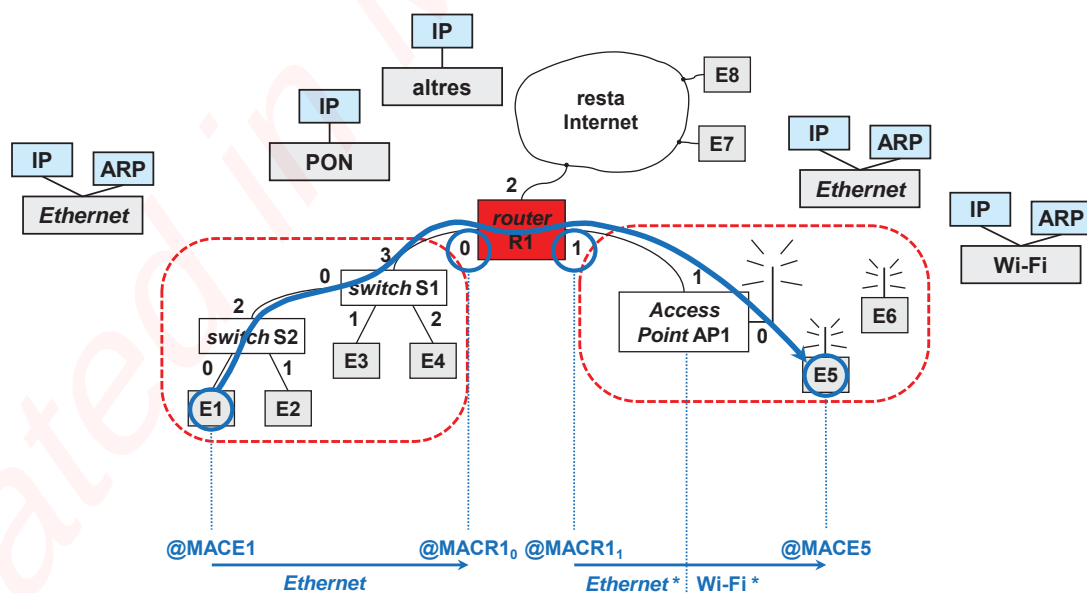 IP
altres
IP
PON
IP ARP
Ethernet
resta
Internet
E8
E7
IP ARP
Ethernet
IP ARP
Wi-Fi
2
router
R1
0
1
3
0
switch S1
1
2
2
switch S2
0
1
E3
E4
E1
E2
1
Access
Point AP1
0
E6
E5
@MACE1
@MACR1₀
@MACR1₁
@MACE5
Ethernet
Ethernet *
Wi-Fi *